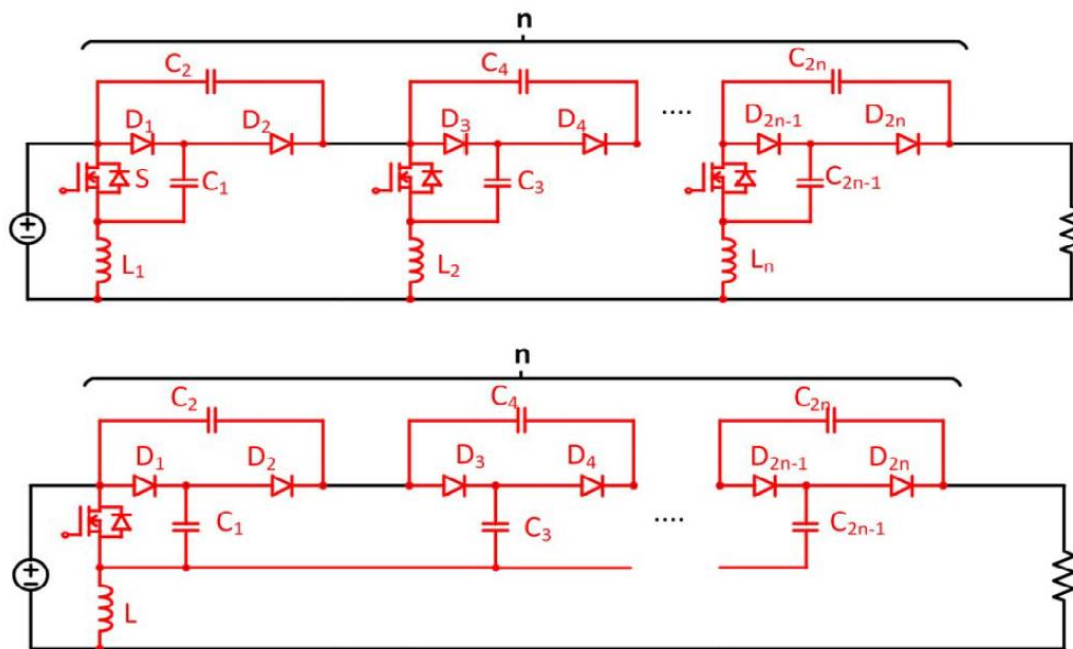 n
C₂ C₄ C₂ₙ
D₁ D₂ D₃ D₄ .... D₂ₙ₋₁ D₂ₙ
S C₁ C₃ C₂ₙ₋₁
L₁ L₂ Lₙ
n
C₂ C₄ C₂ₙ
D₁ D₂ D₃ D₄ D₂ₙ₋₁ D₂ₙ
C₁ C₃ .... C₂ₙ₋₁
L